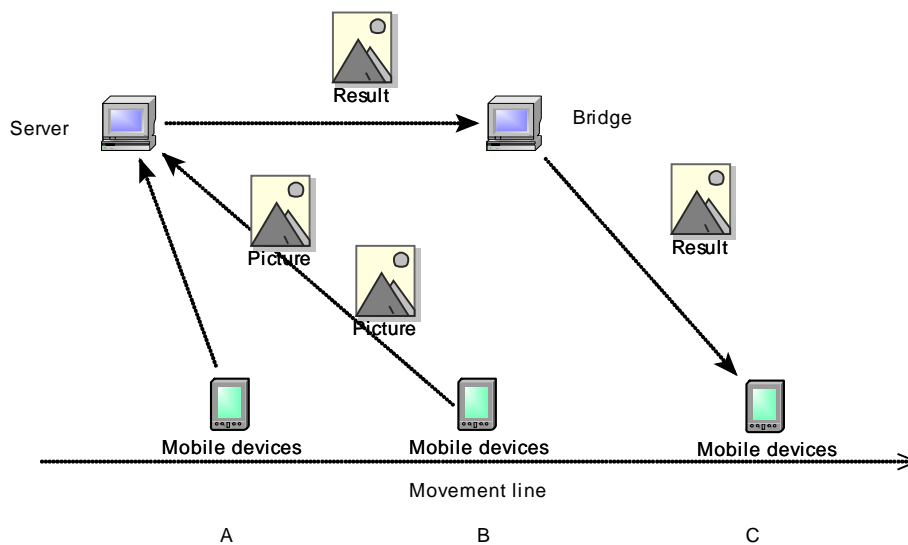 Result
Server
Bridge
Picture
Result
Picture
Mobile devices
Mobile devices
Mobile devices
Movement line
A
B
C